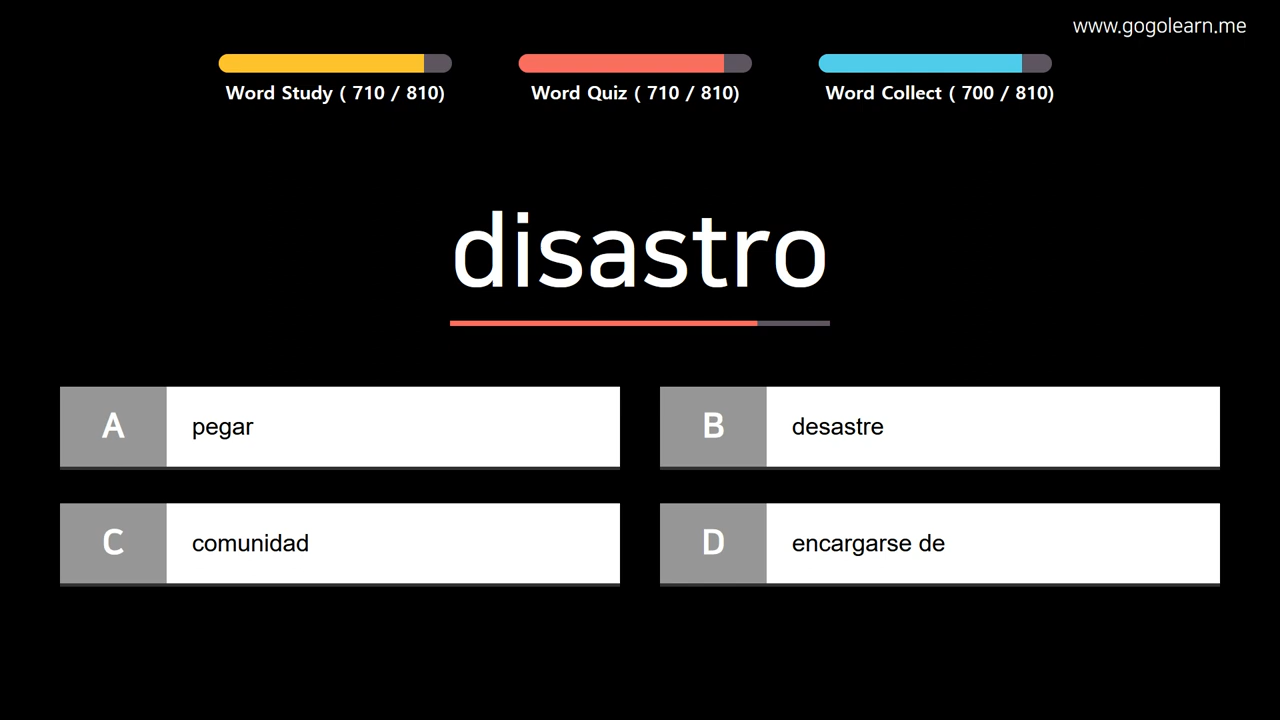 www.gogolearn.me
Word Study ( 710 / 810)
Word Quiz ( 710 / 810)
Word Collect ( 700 / 810)
disastro
A pegar
B desastre
C comunidad
D encargarse de